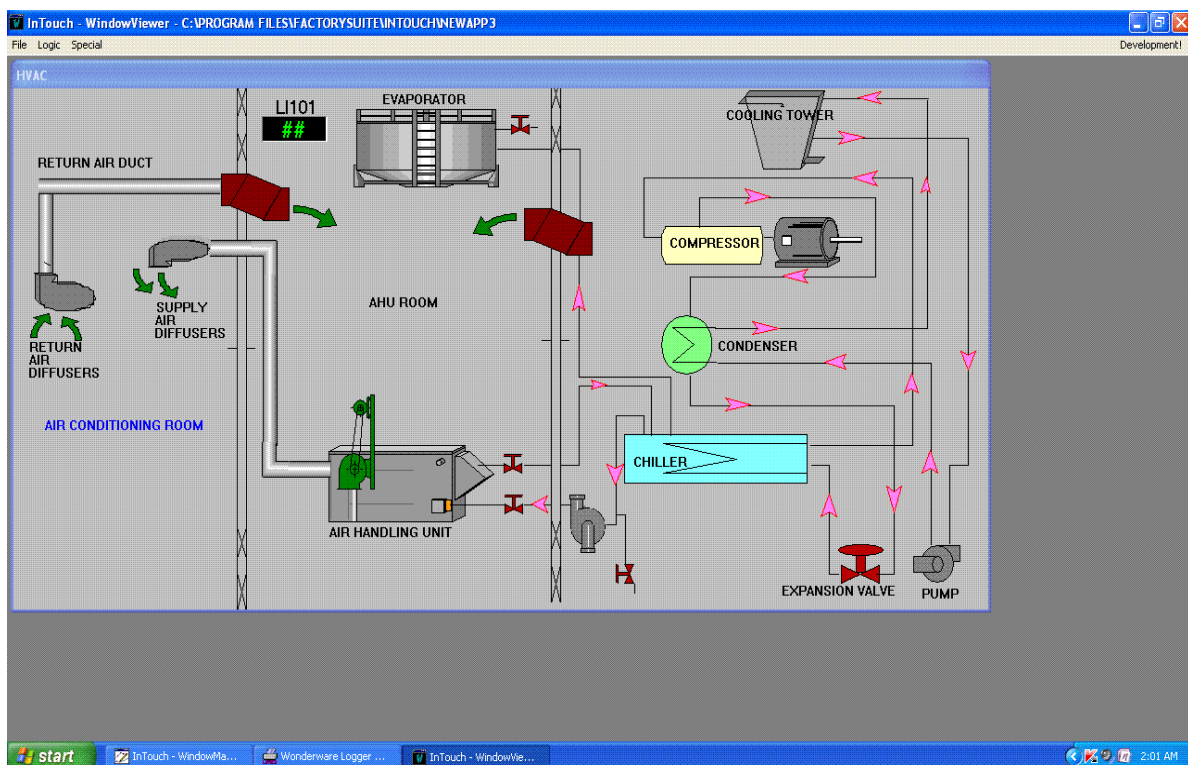 InTouch - WindowViewer - C:\PROGRAM FILES\FACTORYSUITE\INTOUCH\NEWAPP3
File Logic Special
Development!
HVAC
LI101
##
EVAPORATOR
COOLING TOWER
RETURN AIR DUCT
COMPRESSOR
SUPPLY
AIR
DIFFUSERS
AHU ROOM
RETURN
AIR
DIFFUSERS
CONDENSER
AIR CONDITIONING ROOM
CHILLER
AIR HANDLING UNIT
EXPANSION VALVE
PUMP
start
InTouch - WindowMa...
Wonderware Logger ...
InTouch - WindowVie...
2:01 AM